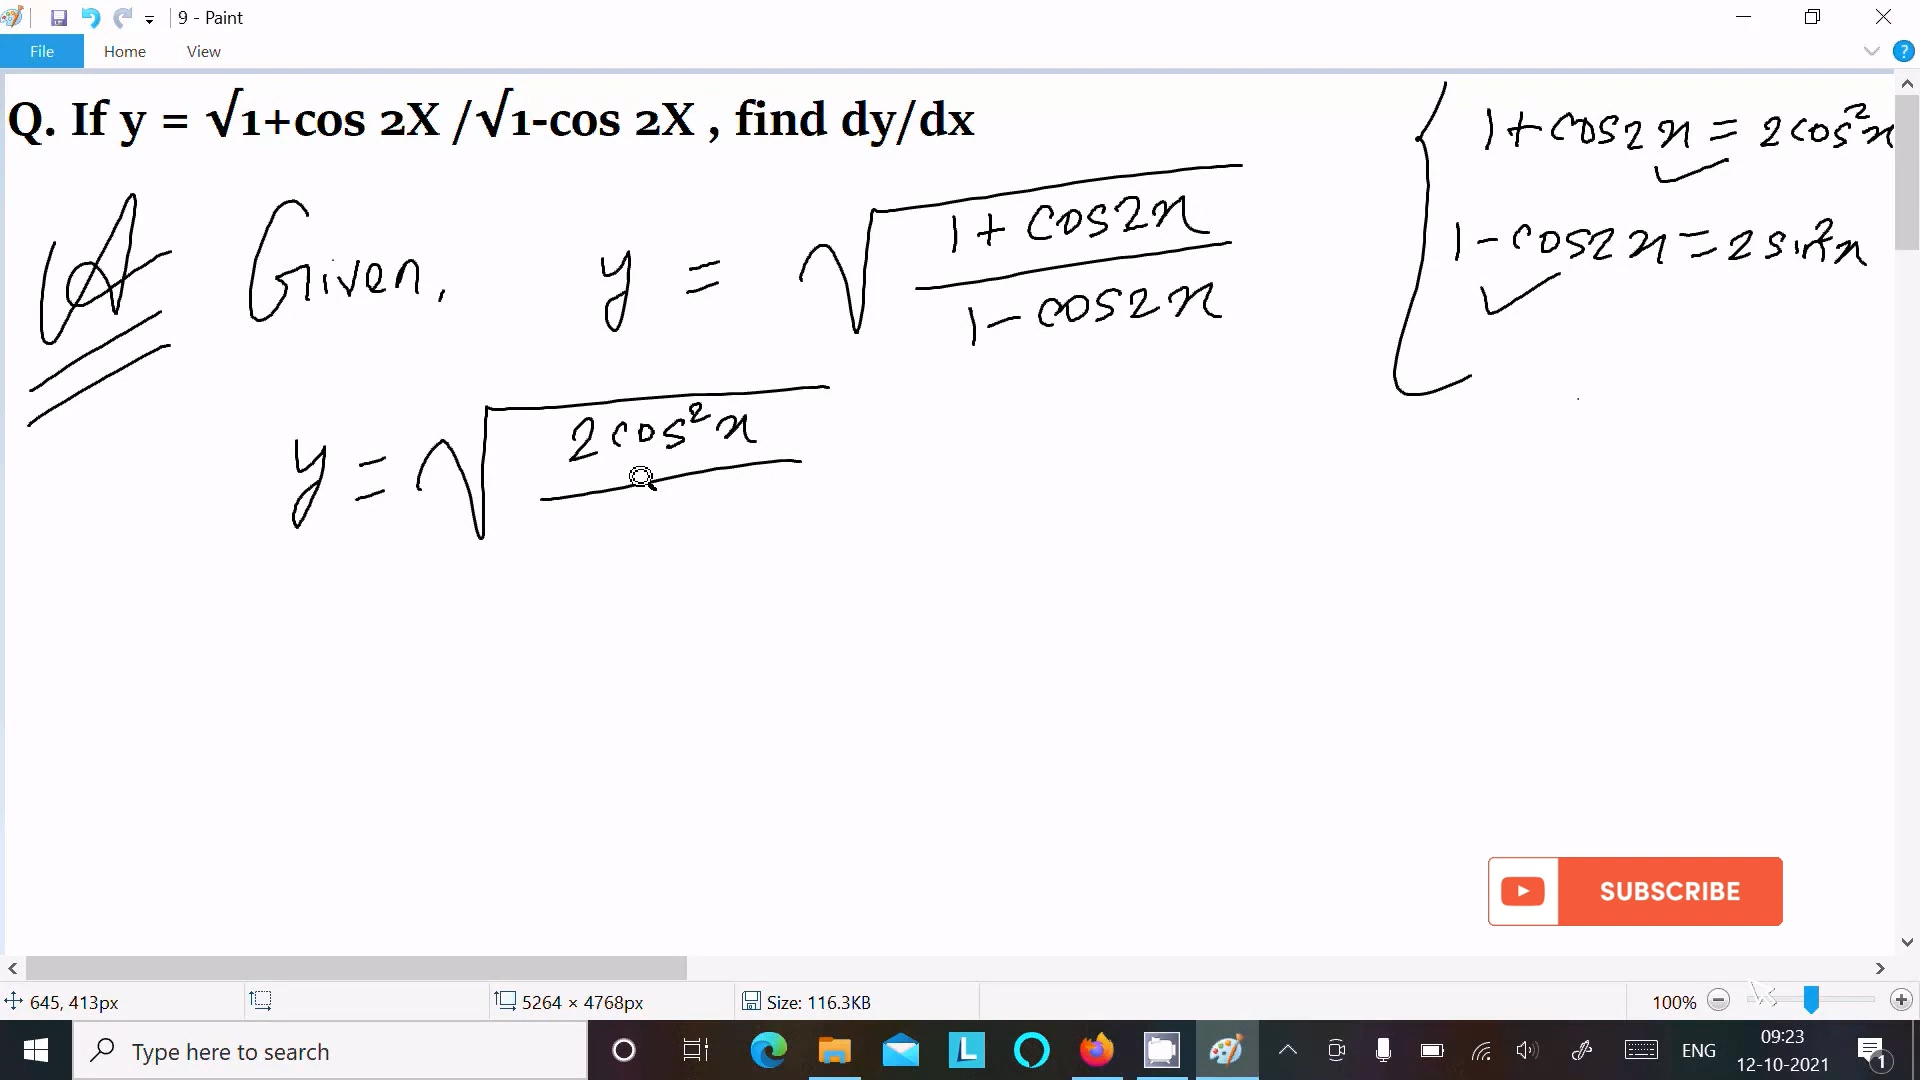 9 - Paint
File Home View
Q. If y = √1+cos 2X /√1-cos 2X , find dy/dx
1+cos2x = 2cos²x
1-cos2x = 2sin²x
A Given, y = √(1+cos2x / 1-cos2x)
y = √(2cos²x /
SUBSCRIBE
645, 413px 5264 × 4768px Size: 116.3KB 100%
Type here to search L ENG 09:23
12-10-2021 1